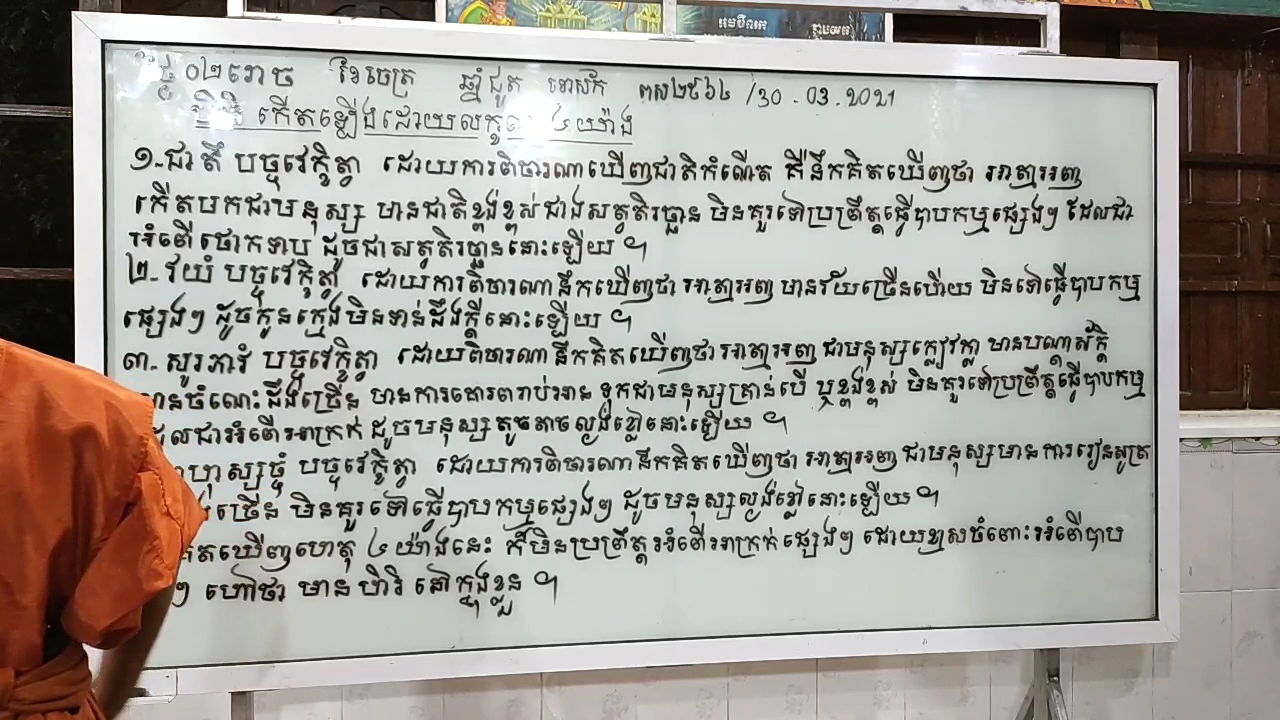 ថ្ងៃ ០២រោច ខែចេត្រ ឆ្នាំជូត ទោស័ក ពស២៥៦៤ /30.03.2021
ហិរិ កើតឡើងដោយលក្ខណៈ ៤ យ៉ាង
១-ជាតឹ បច្ចវេក្ខិត្វា ដោយការពិចារណាឃើញជាតិកំណើត គឺនឹកគិតឃើញថា អាត្មាអញ
កើតមកជាមនុស្ស មានជាតិខ្ពង់ខ្ពស់ជាងសត្វតិរច្ឆាន មិនគួរទៅប្រព្រឹត្តធ្វើបាបកម្មផ្សេងៗ ដែលជា
អំពើថោកទាប ដូចជាសត្វតិរច្ឆាននោះឡើយ ។
២- វយំ បច្ចវេក្ខិត្វា ដោយការពិចារណានឹកឃើញថា អាត្មាអញ មានវ័យច្រើនហើយ មិនទៅធ្វើបាបកម្ម
ផ្សេងៗ ដូចកូនក្មេងមិនទាន់ដឹងក្តីនោះឡើយ ។
៣- សូរភាវំ បច្ចវេក្ខិត្វា ដោយពិចារណា នឹកគិតឃើញថា អាត្មាអញ ជាមនុស្សក្លៀវក្លា មានបណ្តាស័ក្តិ
មានចំណេះដឹងច្រើន មានការគោរពរាប់អាន ទុកជាមនុស្សគ្រាន់បើ ឬខ្ពង់ខ្ពស់ មិនគួរទៅប្រព្រឹត្តធ្វើបាបកម្ម
ដែលជាអំពើអាក្រក់ ដូចមនុស្សតូចតាចល្ងង់ខ្លៅនោះឡើយ ។
ហុស្សច្ចំ បច្ចវេក្ខិត្វា ដោយការពិចារណានឹកគិតឃើញថា អាត្មាអញ ជាមនុស្សមានការរៀនសូត្រ
ច្រើន មិនគួរទៅធ្វើបាបកម្មផ្សេងៗ ដូចមនុស្សល្ងង់ខ្លៅនោះឡើយ ។
គិតឃើញហេតុ ៤ យ៉ាងនេះ ក៏មិនប្រព្រឹត្តអំពើអាក្រក់ផ្សេងៗ ដោយខ្មាសចំពោះអំពើបាប
ៗ ហៅថា មាន ហិរិ នៅក្នុងខ្លួន ។